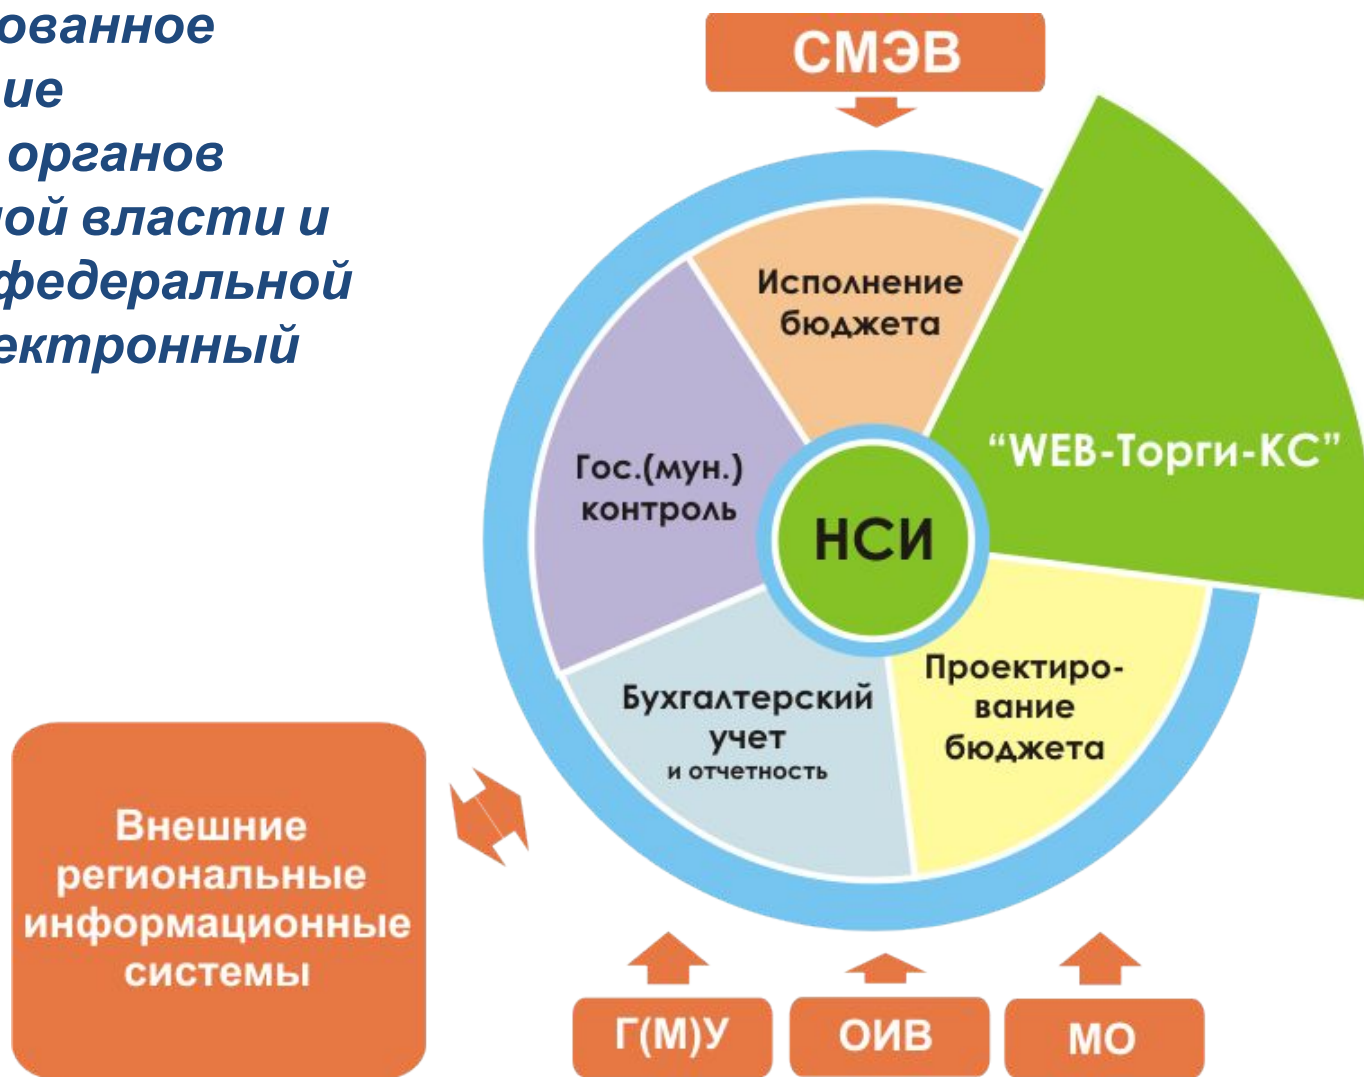 ованное
ие
органов
ной власти и
федеральной
ектронный
СМЭВ
Исполнение
бюджета
“WEB-Торги-КС”
Гос.(мун.)
контроль
НСИ
Проектиро-
вание
бюджета
Бухгалтерский
учет
и отчетность
Внешние
региональные
информационные
системы
Г(М)У
ОИВ
МО